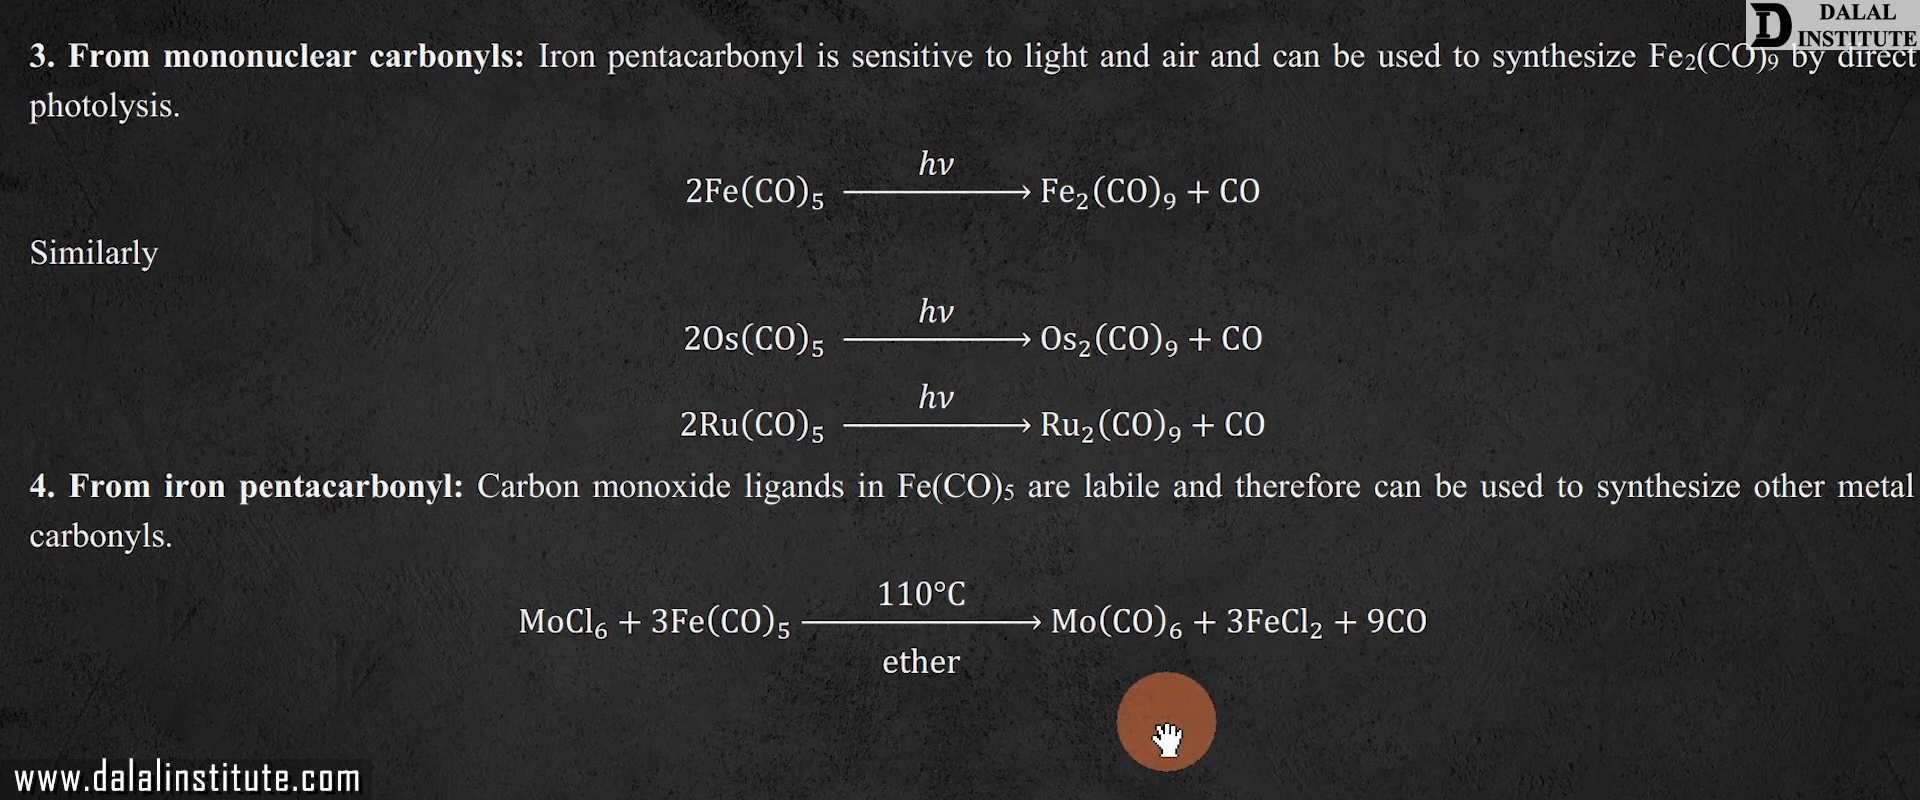 DALAL
INSTITUTE
3. From mononuclear carbonyls: Iron pentacarbonyl is sensitive to light and air and can be used to synthesize Fe₂(CO)₉ by direct
photolysis.
hν
2Fe(CO)₅ ⟶ Fe₂(CO)₉ + CO
Similarly
hν
2Os(CO)₅ ⟶ Os₂(CO)₉ + CO
hν
2Ru(CO)₅ ⟶ Ru₂(CO)₉ + CO
4. From iron pentacarbonyl: Carbon monoxide ligands in Fe(CO)₅ are labile and therefore can be used to synthesize other metal
carbonyls.
110°C
MoCl₆ + 3Fe(CO)₅ ⟶ Mo(CO)₆ + 3FeCl₂ + 9CO
ether
www.dalalinstitute.com